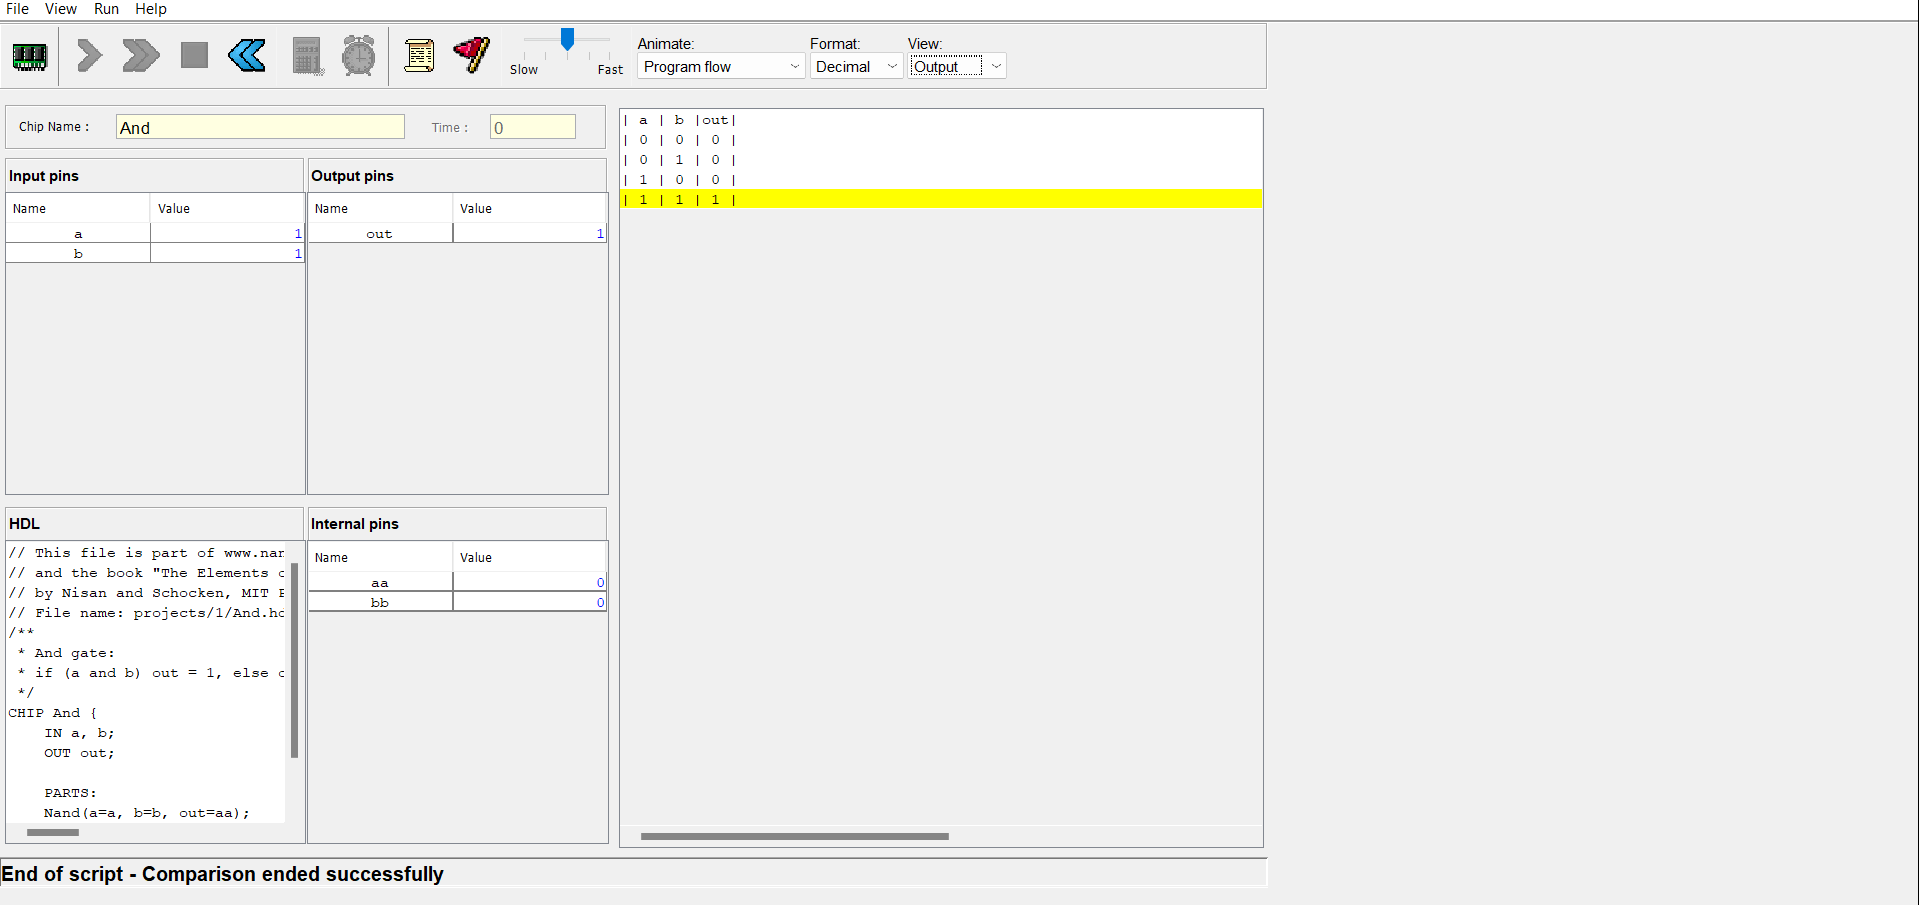 File View Run Help
Animate: Format: View:
Slow Fast Program flow Decimal Output
Chip Name : And Time : 0
Input pins
Name Value
a 1
b 1
Output pins
Name Value
out 1
| a | b |out|
| 0 | 0 | 0 |
| 0 | 1 | 0 |
| 1 | 0 | 0 |
| 1 | 1 | 1 |
HDL
// This file is part of www.nan
// and the book "The Elements
// by Nisan and Schocken, MIT
// File name: projects/1/And.hd
/**
* And gate:
* if (a and b) out = 1, else
*/
CHIP And {
IN a, b;
OUT out;
PARTS:
Nand(a=a, b=b, out=aa);
Internal pins
Name Value
aa 0
bb 0
End of script - Comparison ended successfully